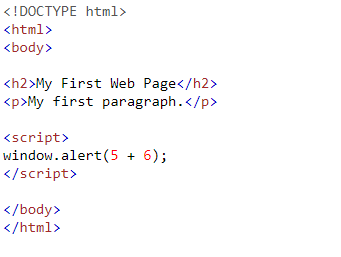 <!DOCTYPE html>
<html>
<body>
<h2>My First Web Page</h2>
<p>My first paragraph.</p>
<script>
window.alert(5 + 6);
</script>
</body>
</html>